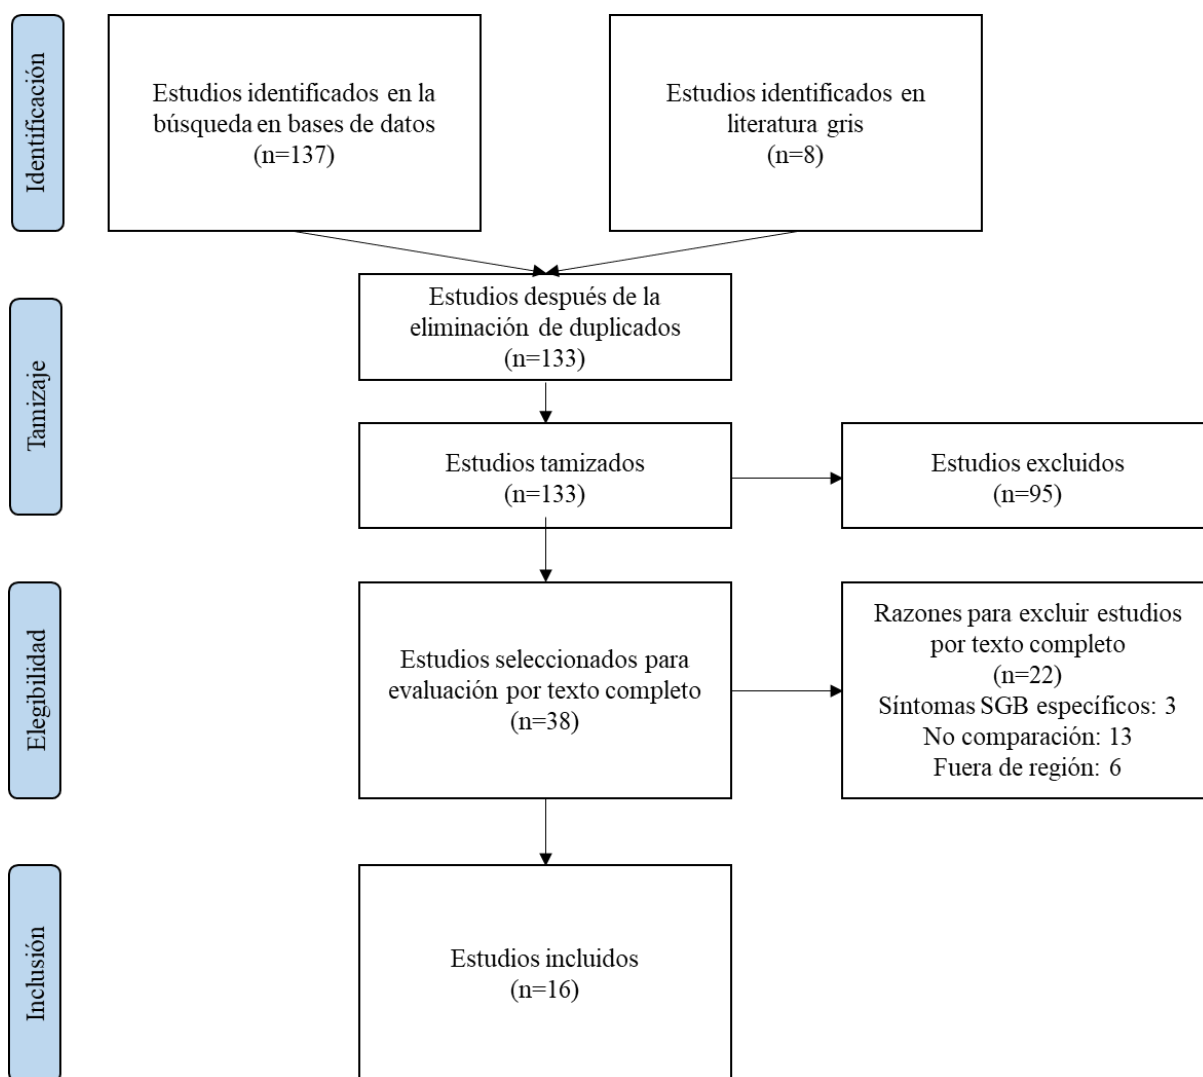 Identificación
Estudios identificados en la
búsqueda en bases de datos
(n=137)
Estudios identificados en
literatura gris
(n=8)
Tamizaje
Estudios después de la
eliminación de duplicados
(n=133)
Estudios tamizados
(n=133)
Estudios excluidos
(n=95)
Elegibilidad
Estudios seleccionados para
evaluación por texto completo
(n=38)
Razones para excluir estudios
por texto completo
(n=22)
Síntomas SGB específicos: 3
No comparación: 13
Fuera de región: 6
Inclusión
Estudios incluidos
(n=16)